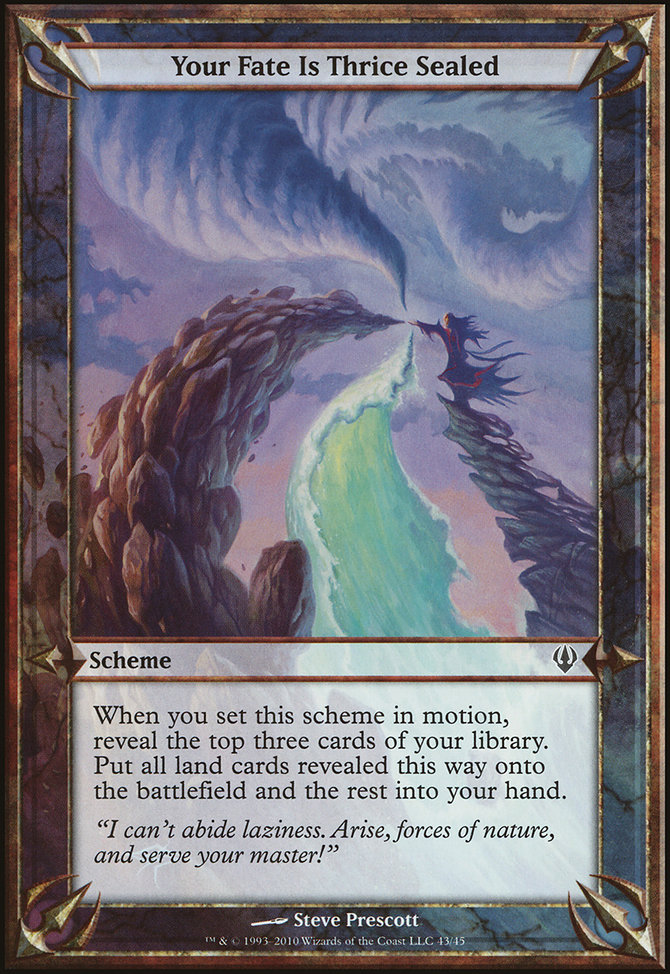 Your Fate Is Thrice Sealed
Scheme
When you set this scheme in motion,
reveal the top three cards of your library.
Put all land cards revealed this way onto
the battlefield and the rest into your hand.
“I can’t abide laziness. Arise, forces of nature,
and serve your master!”
Steve Prescott
™ & © 1993–2010 Wizards of the Coast LLC 43/45